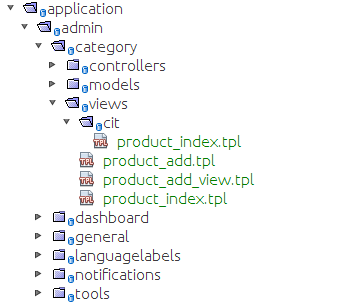 application
admin
category
controllers
models
views
cit
product_index.tpl
product_add.tpl
product_add_view.tpl
product_index.tpl
dashboard
general
languagelabels
notifications
tools